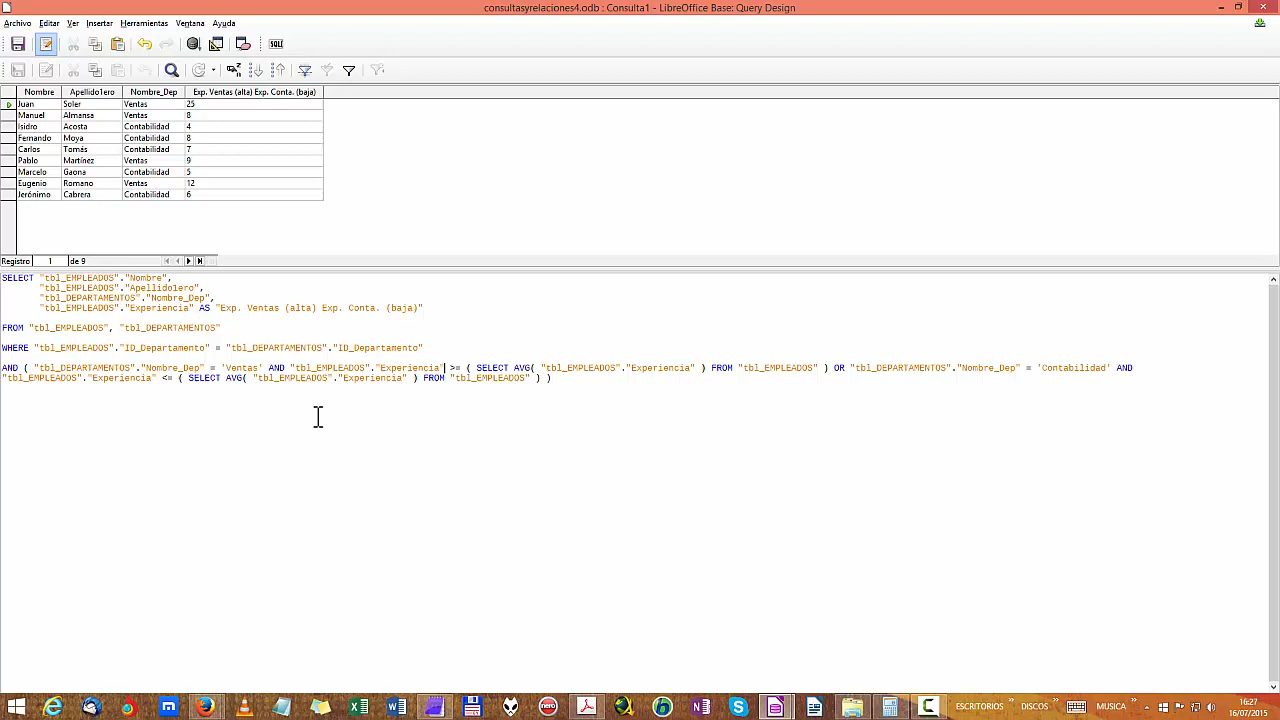 consultasyrelaciones4.odb : Consulta1 - LibreOffice Base: Query Design
Archivo Editar Ver Insertar Herramientas Ventana Ayuda
SQL
Nombre Apellido1ero Nombre_Dep Exp. Ventas (alta) Exp. Conta. (baja)
Juan Soler Ventas 25
Manuel Almansa Ventas 8
Isidro Acosta Contabilidad 4
Fernando Moya Contabilidad 8
Carlos Tomás Contabilidad 7
Pablo Martínez Ventas 9
Marcelo Gaona Contabilidad 5
Eugenio Romano Ventas 12
Jerónimo Cabrera Contabilidad 6
Registro 1 de 9
SELECT "tbl_EMPLEADOS"."Nombre",
"tbl_EMPLEADOS"."Apellido1ero",
"tbl_DEPARTAMENTOS"."Nombre_Dep",
"tbl_EMPLEADOS"."Experiencia" AS "Exp. Ventas (alta) Exp. Conta. (baja)"
FROM "tbl_EMPLEADOS", "tbl_DEPARTAMENTOS"
WHERE "tbl_EMPLEADOS"."ID_Departamento" = "tbl_DEPARTAMENTOS"."ID_Departamento"
AND ( "tbl_DEPARTAMENTOS"."Nombre_Dep" = 'Ventas' AND "tbl_EMPLEADOS"."Experiencia" >= ( SELECT AVG( "tbl_EMPLEADOS"."Experiencia" ) FROM "tbl_EMPLEADOS" ) OR "tbl_DEPARTAMENTOS"."Nombre_Dep" = 'Contabilidad' AND
"tbl_EMPLEADOS"."Experiencia" <= ( SELECT AVG( "tbl_EMPLEADOS"."Experiencia" ) FROM "tbl_EMPLEADOS" ) )
ESCRITORIOS DISCOS MUSICA 16:27
16/07/2015